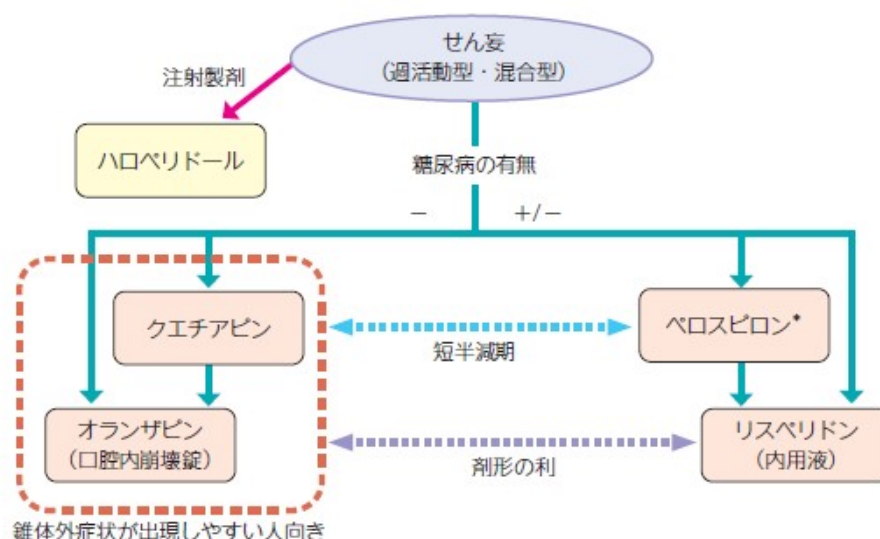 せん妄
（過活動型・混合型）
注射製剤
ハロペリドール
糖尿病の有無
－
+/－
クエチアピン
ペロスピロン*
短半減期
オランザピン
（口腔内崩壊錠）
リスペリドン
（内用液）
剤形の利
錐体外症状が出現しやすい人向き